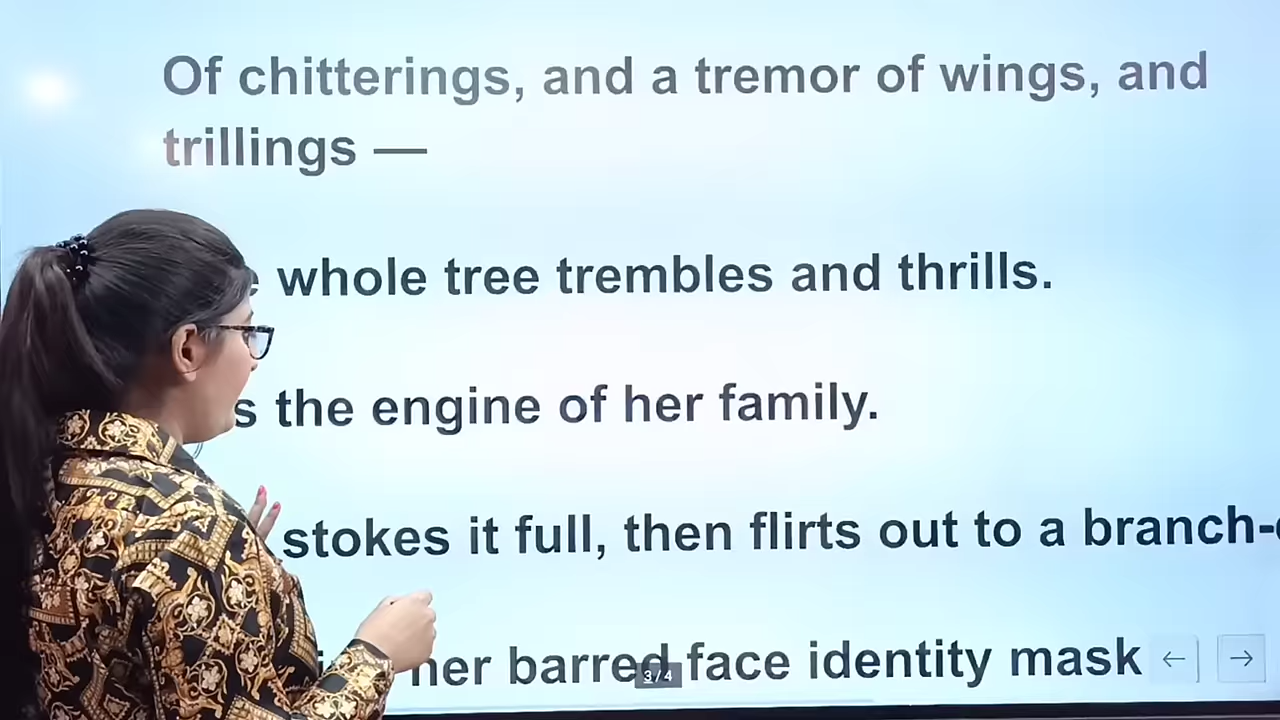 Of chitterings, and a tremor of wings, and
trillings —
whole tree trembles and thrills.
the engine of her family.
stokes it full, then flirts out to a branch-
her barred face identity mask
3/4